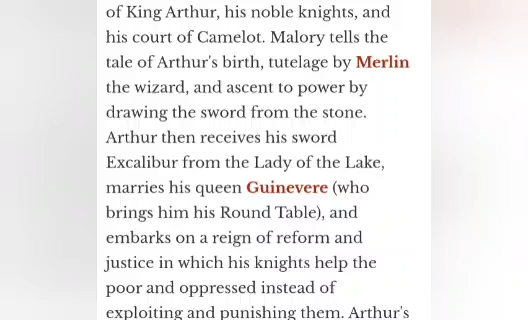 of King Arthur, his noble knights, and
his court of Camelot. Malory tells the
tale of Arthur's birth, tutelage by Merlin
the wizard, and ascent to power by
drawing the sword from the stone.
Arthur then receives his sword
Excalibur from the Lady of the Lake,
marries his queen Guinevere (who
brings him his Round Table), and
embarks on a reign of reform and
justice in which his knights help the
poor and oppressed instead of
exploiting and punishing them. Arthur's